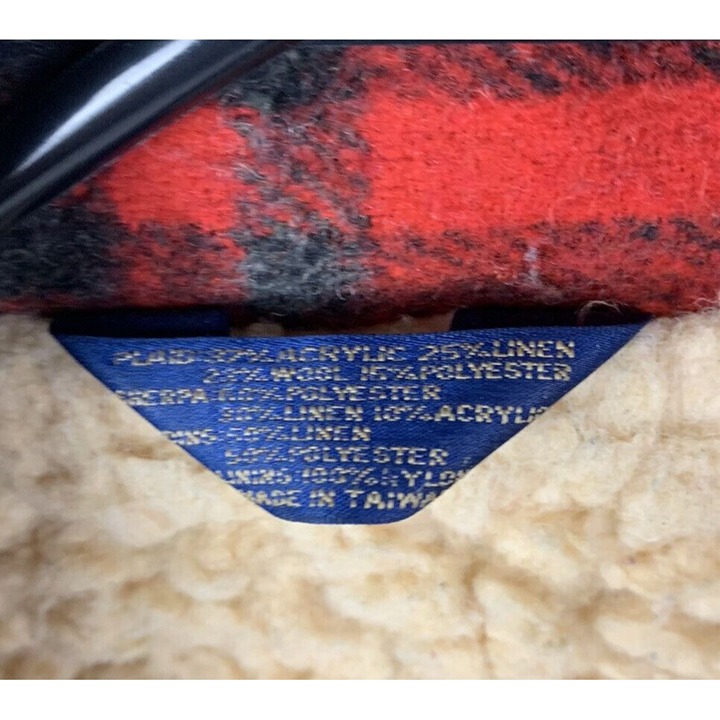 PLAID-37% ACRYLIC 25% LINEN
23% WOOL 15% POLYESTER
SHERPA-60% POLYESTER
30% LINEN 10% ACRYLIC
50% LINEN
50% POLYESTER
LINING-100% NYLON
MADE IN TAIWAN